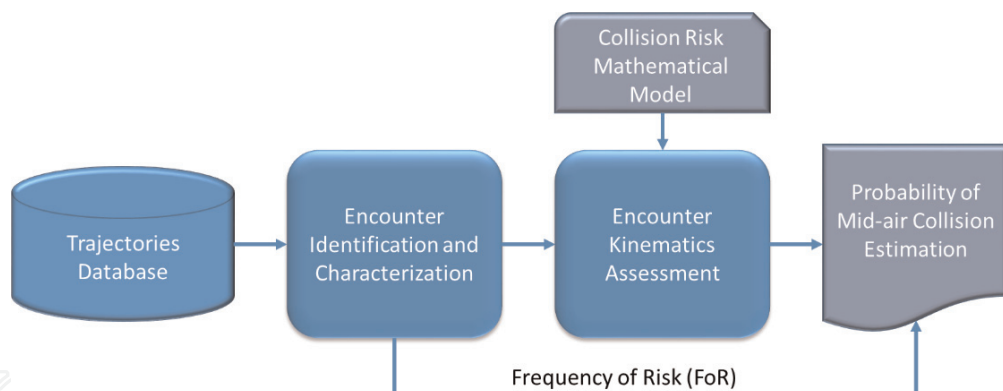 Collision Risk
Mathematical
Model
Trajectories
Database
Encounter
Identification and
Characterization
Encounter
Kinematics
Assessment
Probability of
Mid-air Collision
Estimation
Frequency of Risk (FoR)